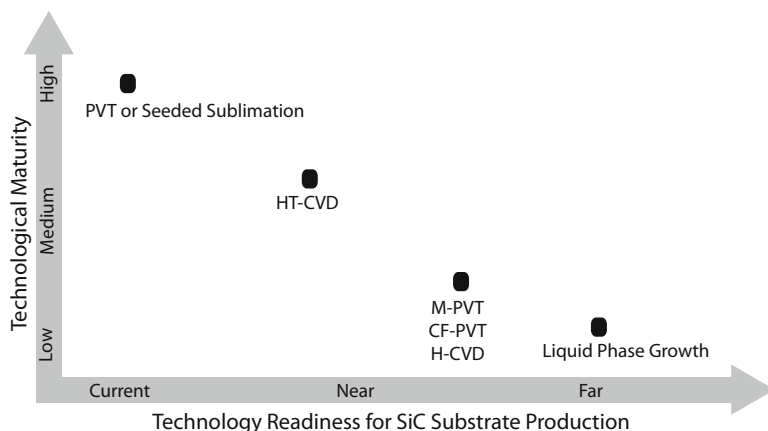 High
PVT or Seeded Sublimation
Technological Maturity
Medium
HT-CVD
M-PVT
CF-PVT
H-CVD
Low
Liquid Phase Growth
Current
Near
Far
Technology Readiness for SiC Substrate Production